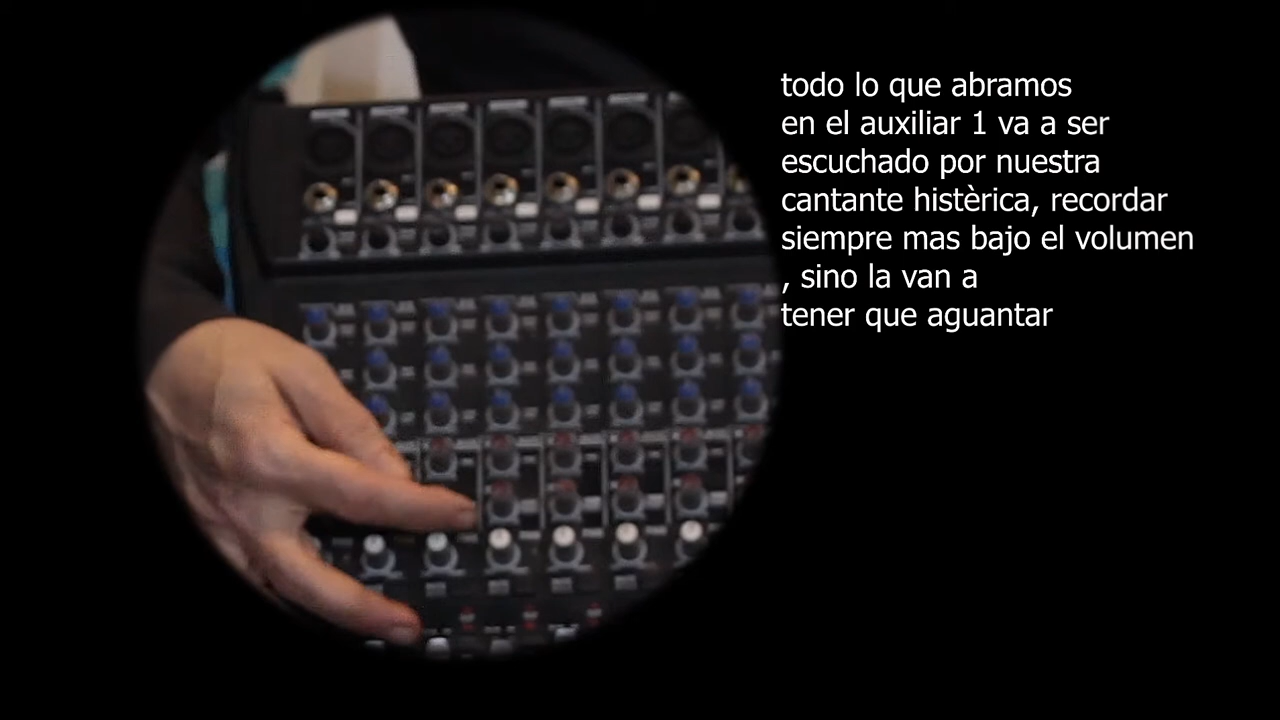 todo lo que abramos
en el auxiliar 1 va a ser
escuchado por nuestra
cantante histèrica, recordar
siempre mas bajo el volumen
, sino la van a
tener que aguantar